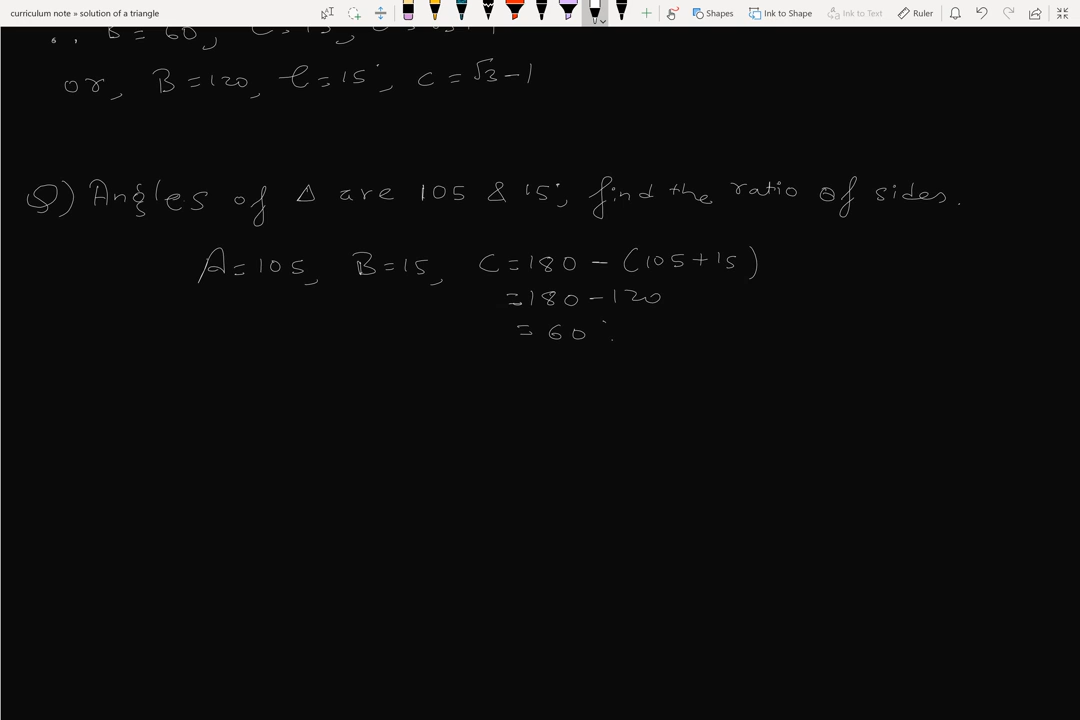 curriculum note » solution of a triangle
Shapes Ink to Shape Ink to Text Ruler
or, B = 120, C = 15°, c = √3 - 1
Q) Angles of Δ are 105 & 15°, find the ratio of sides.
A = 105, B = 15, C = 180 - (105 + 15)
= 180 - 120
= 60°.